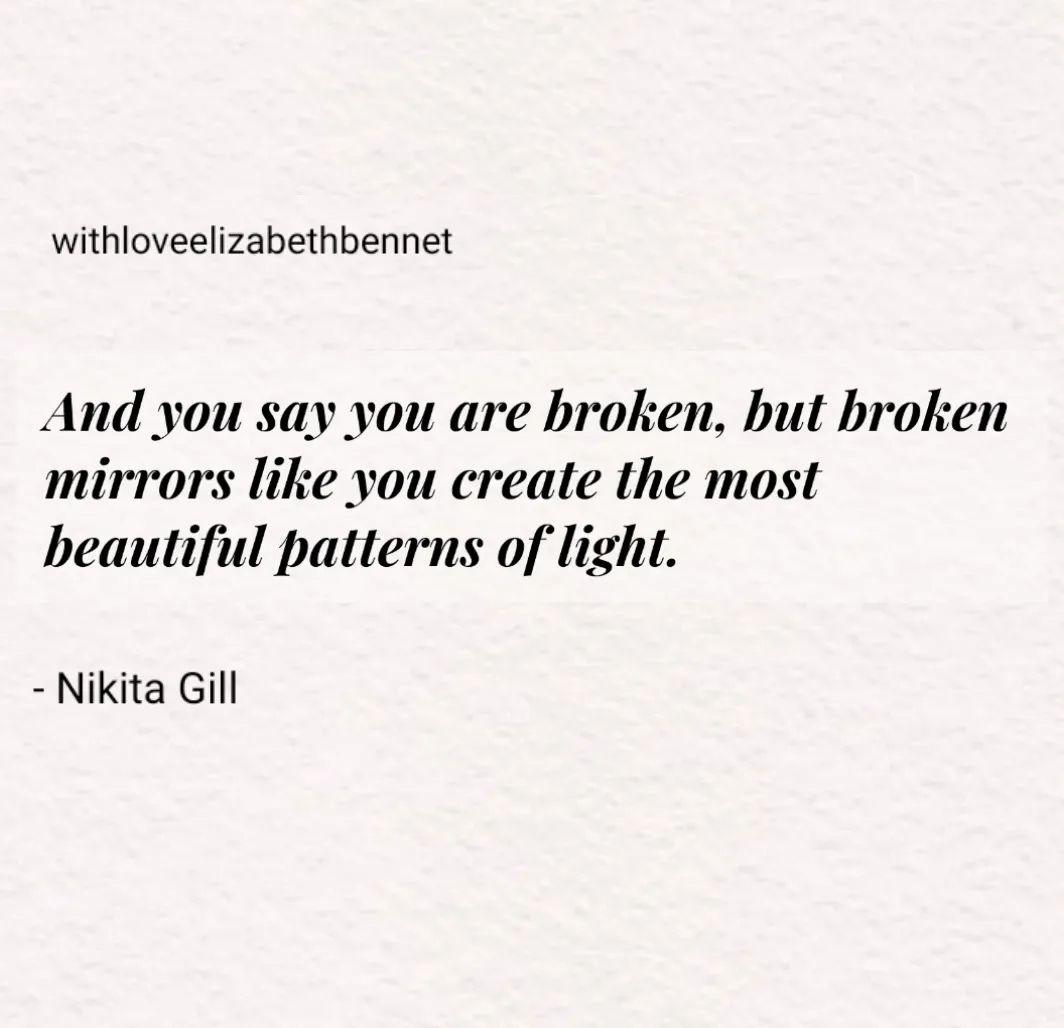 withloveelizabethbennet
And you say you are broken, but broken
mirrors like you create the most
beautiful patterns of light.
- Nikita Gill